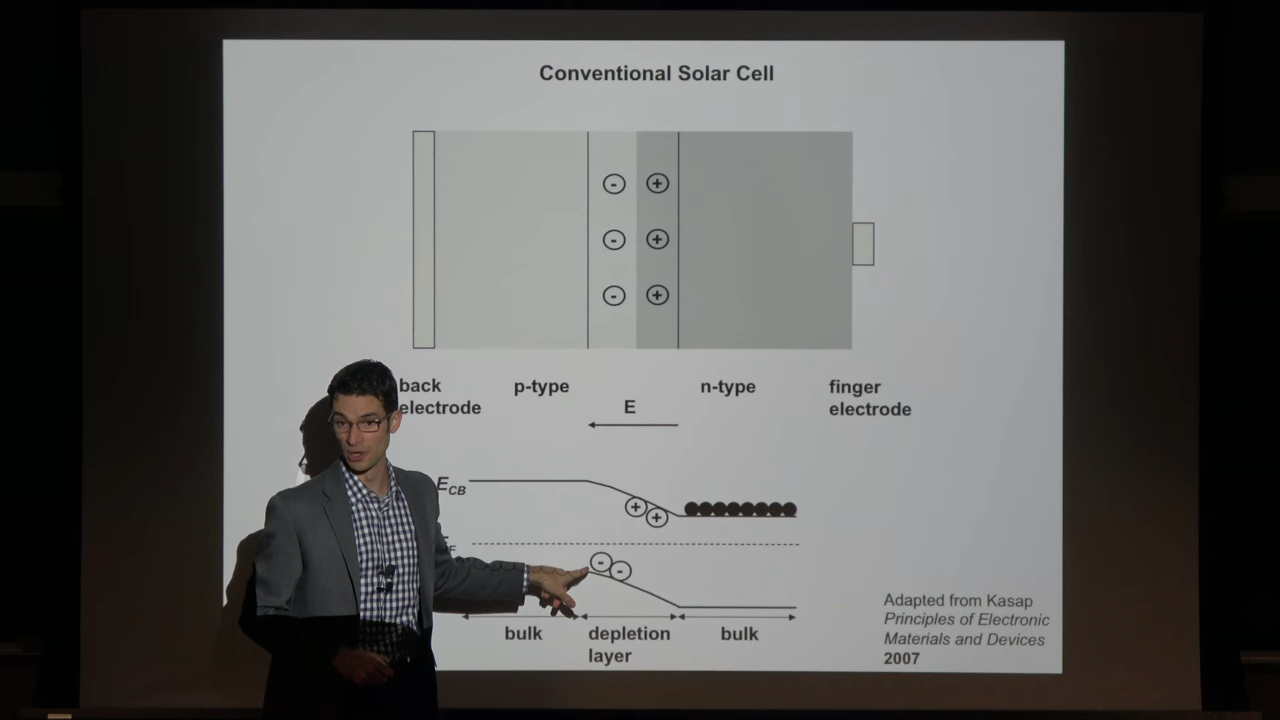 Conventional Solar Cell
- +
- +
- +
back electrode
p-type
n-type
finger electrode
E
E_CB
+ +
F
- -
bulk
depletion layer
bulk
Adapted from Kasap
Principles of Electronic
Materials and Devices
2007